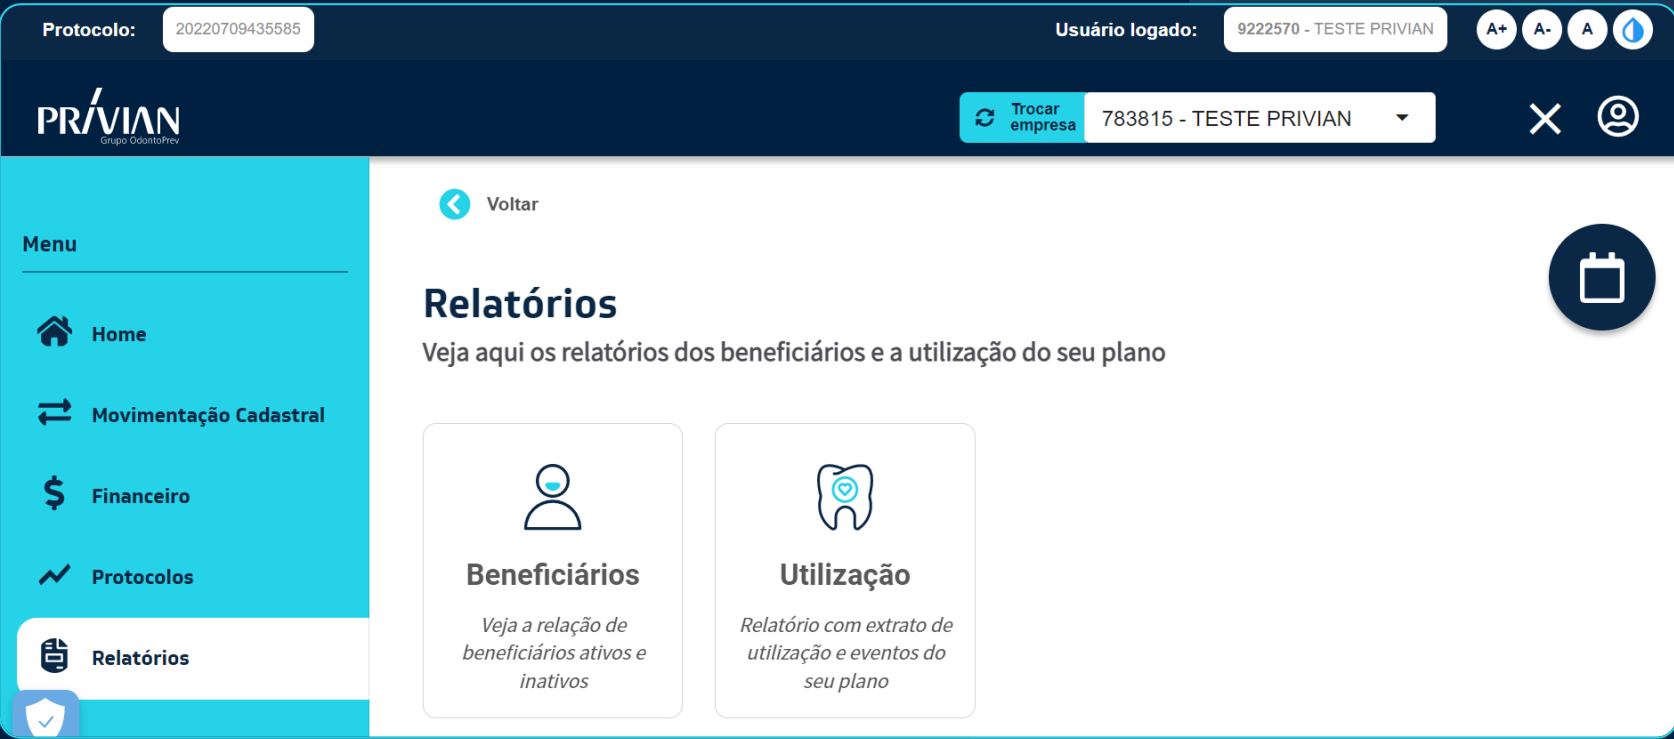 Protocolo:
20220709435585
Usuário logado:
9222570 - TESTE PRIVIAN
A+
A-
A
PRIVIAN
Grupo OdontoPrev
Trocar
empresa
783815 - TESTE PRIVIAN
Menu
Home
Movimentação Cadastral
Financeiro
Protocolos
Relatórios
Voltar
Relatórios
Veja aqui os relatórios dos beneficiários e a utilização do seu plano
Beneficiários
Veja a relação de
beneficiários ativos e
inativos
Utilização
Relatório com extrato de
utilização e eventos do
seu plano